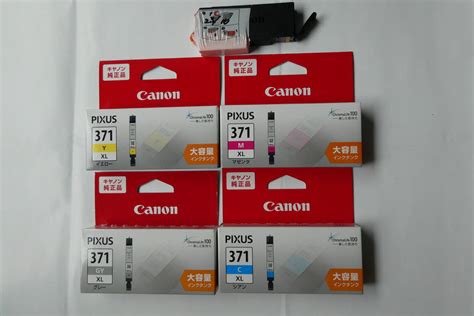 キヤノン
純正品
Canon
PIXUS
371
Y
XL
イエロー
ChromaLife100
大容量
インクタンク
キヤノン
純正品
Canon
PIXUS
371
M
XL
マゼンタ
ChromaLife100
大容量
インクタンク
キヤノン
純正品
Canon
PIXUS
371
GY
XL
グレー
ChromaLife100
大容量
インクタンク
キヤノン
純正品
Canon
PIXUS
371
C
XL
シアン
ChromaLife100
大容量
インクタンク